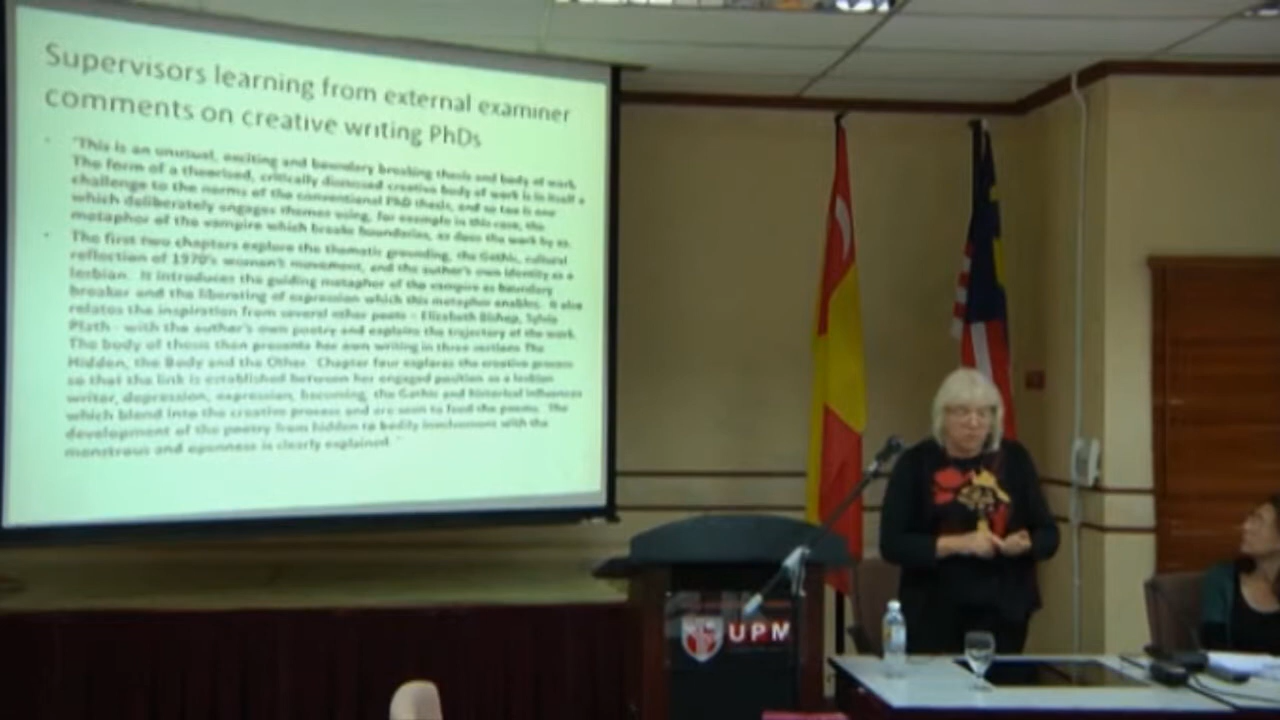 Supervisors learning from external examiner
comments on creative writing PhDs
• "This is an unusual, exciting and boundary breaking thesis and body of work.
The form of a theorised, critically discussed creative body of work is in itself a
challenge to the norms of the conventional PhD thesis, and so too is one
which deliberately engages themes using, for example in this case, the
metaphor of the vampire which breaks boundaries, as does the work by
• The first two chapters explore the thematic grounding, the Gothic, cultural
reflection of 1970's woman's movement, and the author's own identity as a
lesbian. It introduces the guiding metaphor of the vampire as boundary
breaker and the liberating of expression which this metaphor enables. It also
relates the inspiration from several other poets – Elizabeth Bishop, Sylvia
Plath - with the author's own poetry and explains the trajectory of the work.
The body of thesis then presents her own writing in three sections The
Hidden, the Body and the Other. Chapter four explores the creative process
so that the link is established between her engaged position as a lesbian
writer, depression, expression, becoming, the Gothic and historical influences
which blend into the creative process and are seen to feed the poems. The
development of the poetry from hidden to bodily involvement with the
monstrous and openness is clearly explained."
UPM